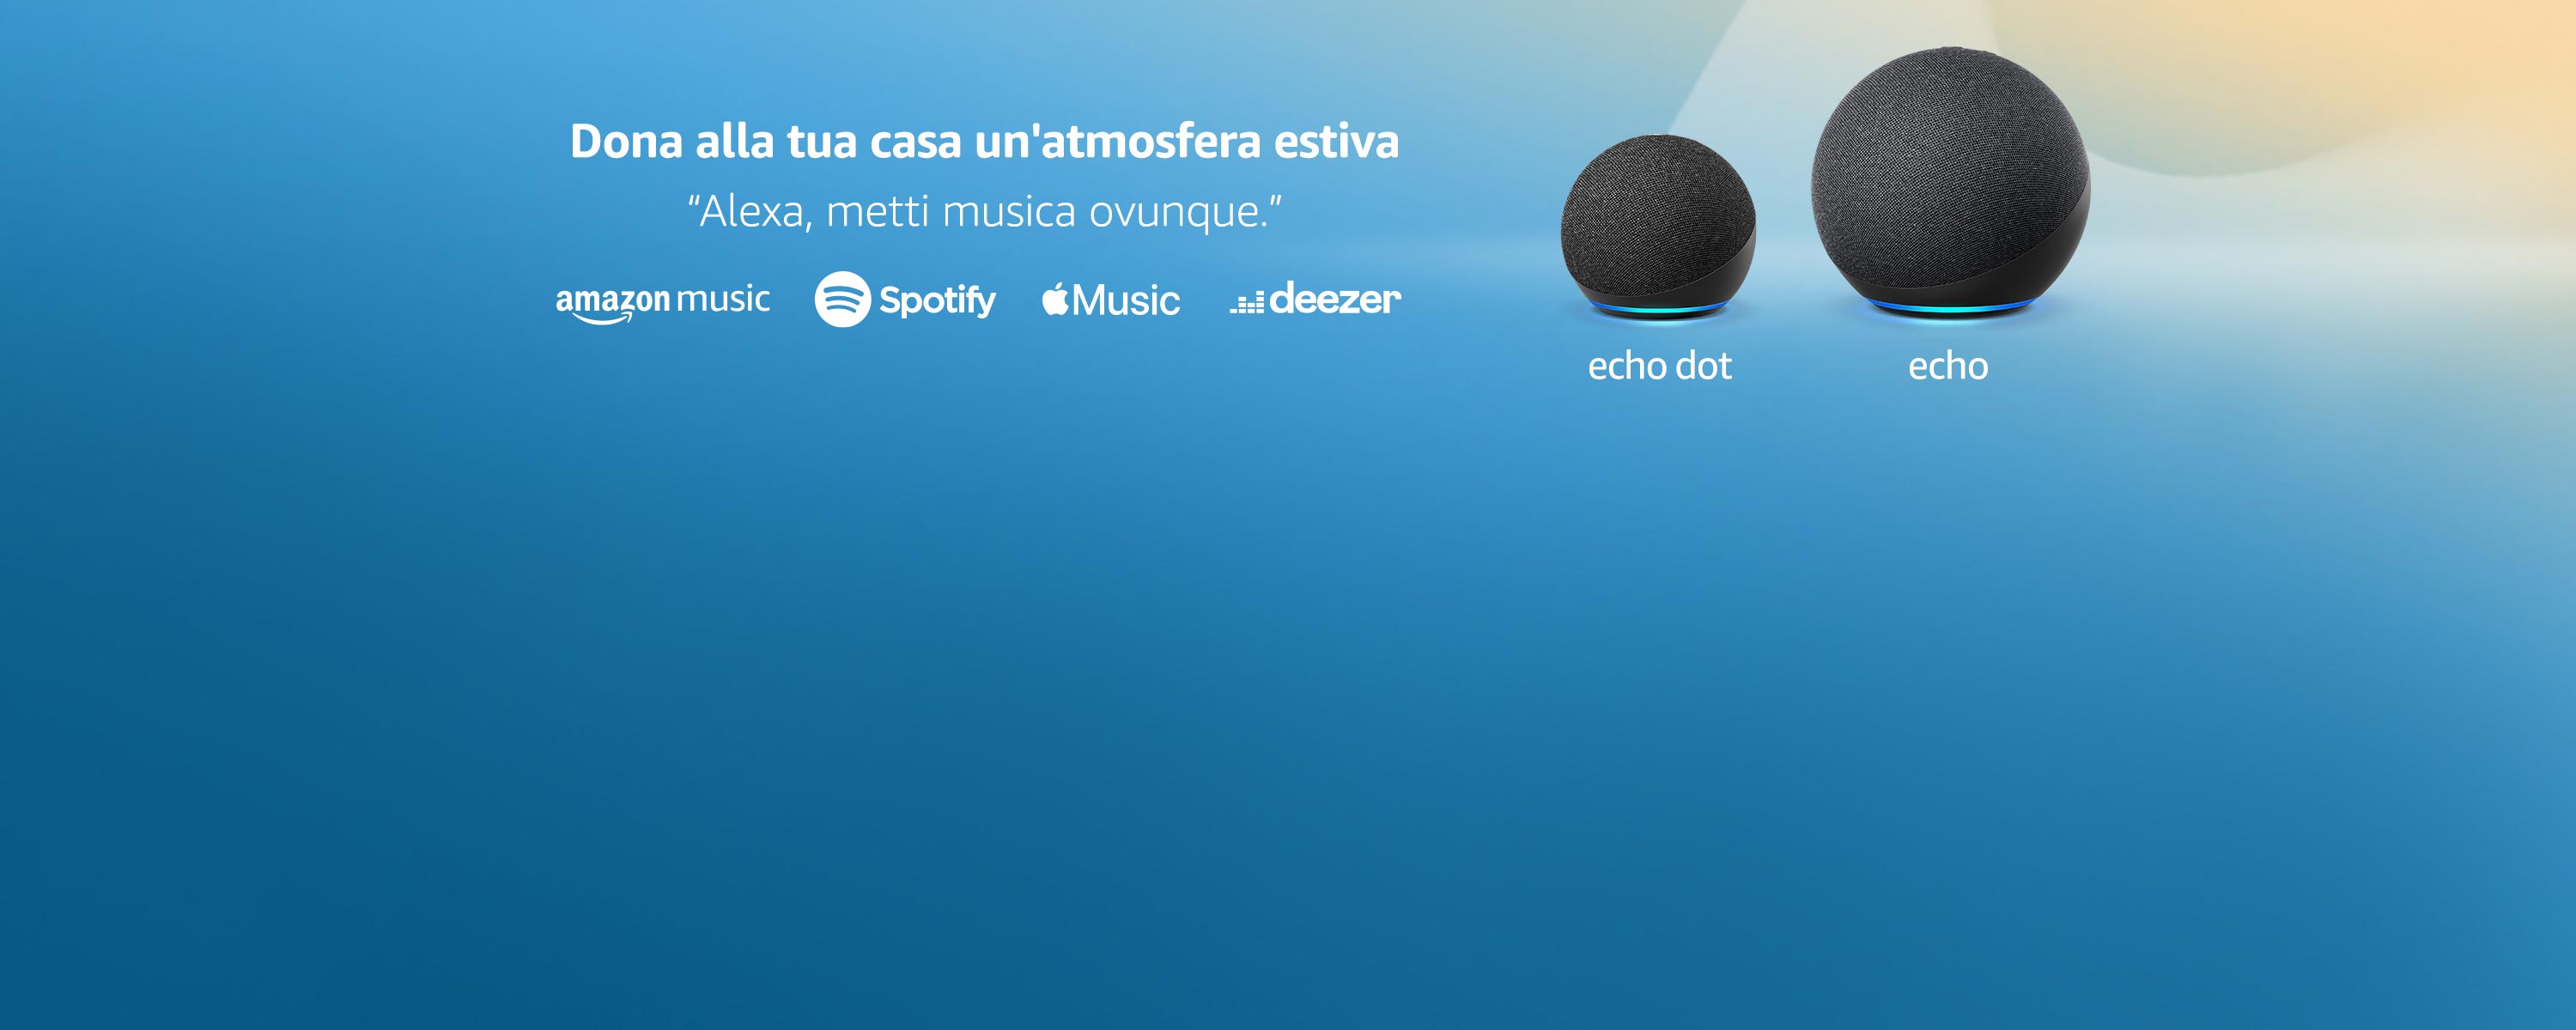 Dona alla tua casa un'atmosfera estiva
“Alexa, metti musica ovunque.”
amazon music Spotify Music deezer
echo dot echo